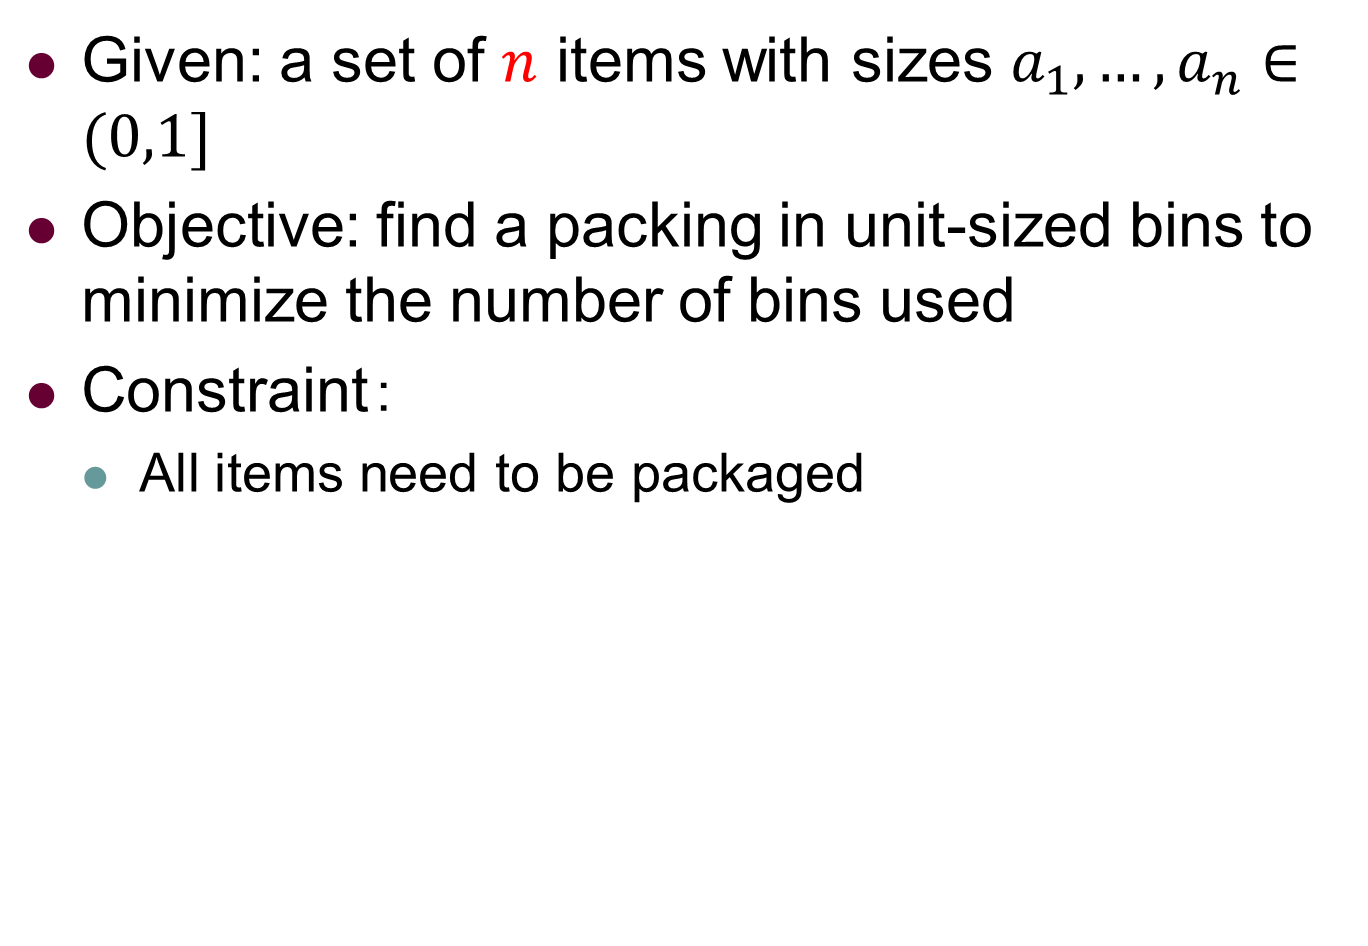 ● Given: a set of n items with sizes a₁, … , aₙ ∈
(0,1]
● Objective: find a packing in unit-sized bins to
minimize the number of bins used
● Constraint：
● All items need to be packaged